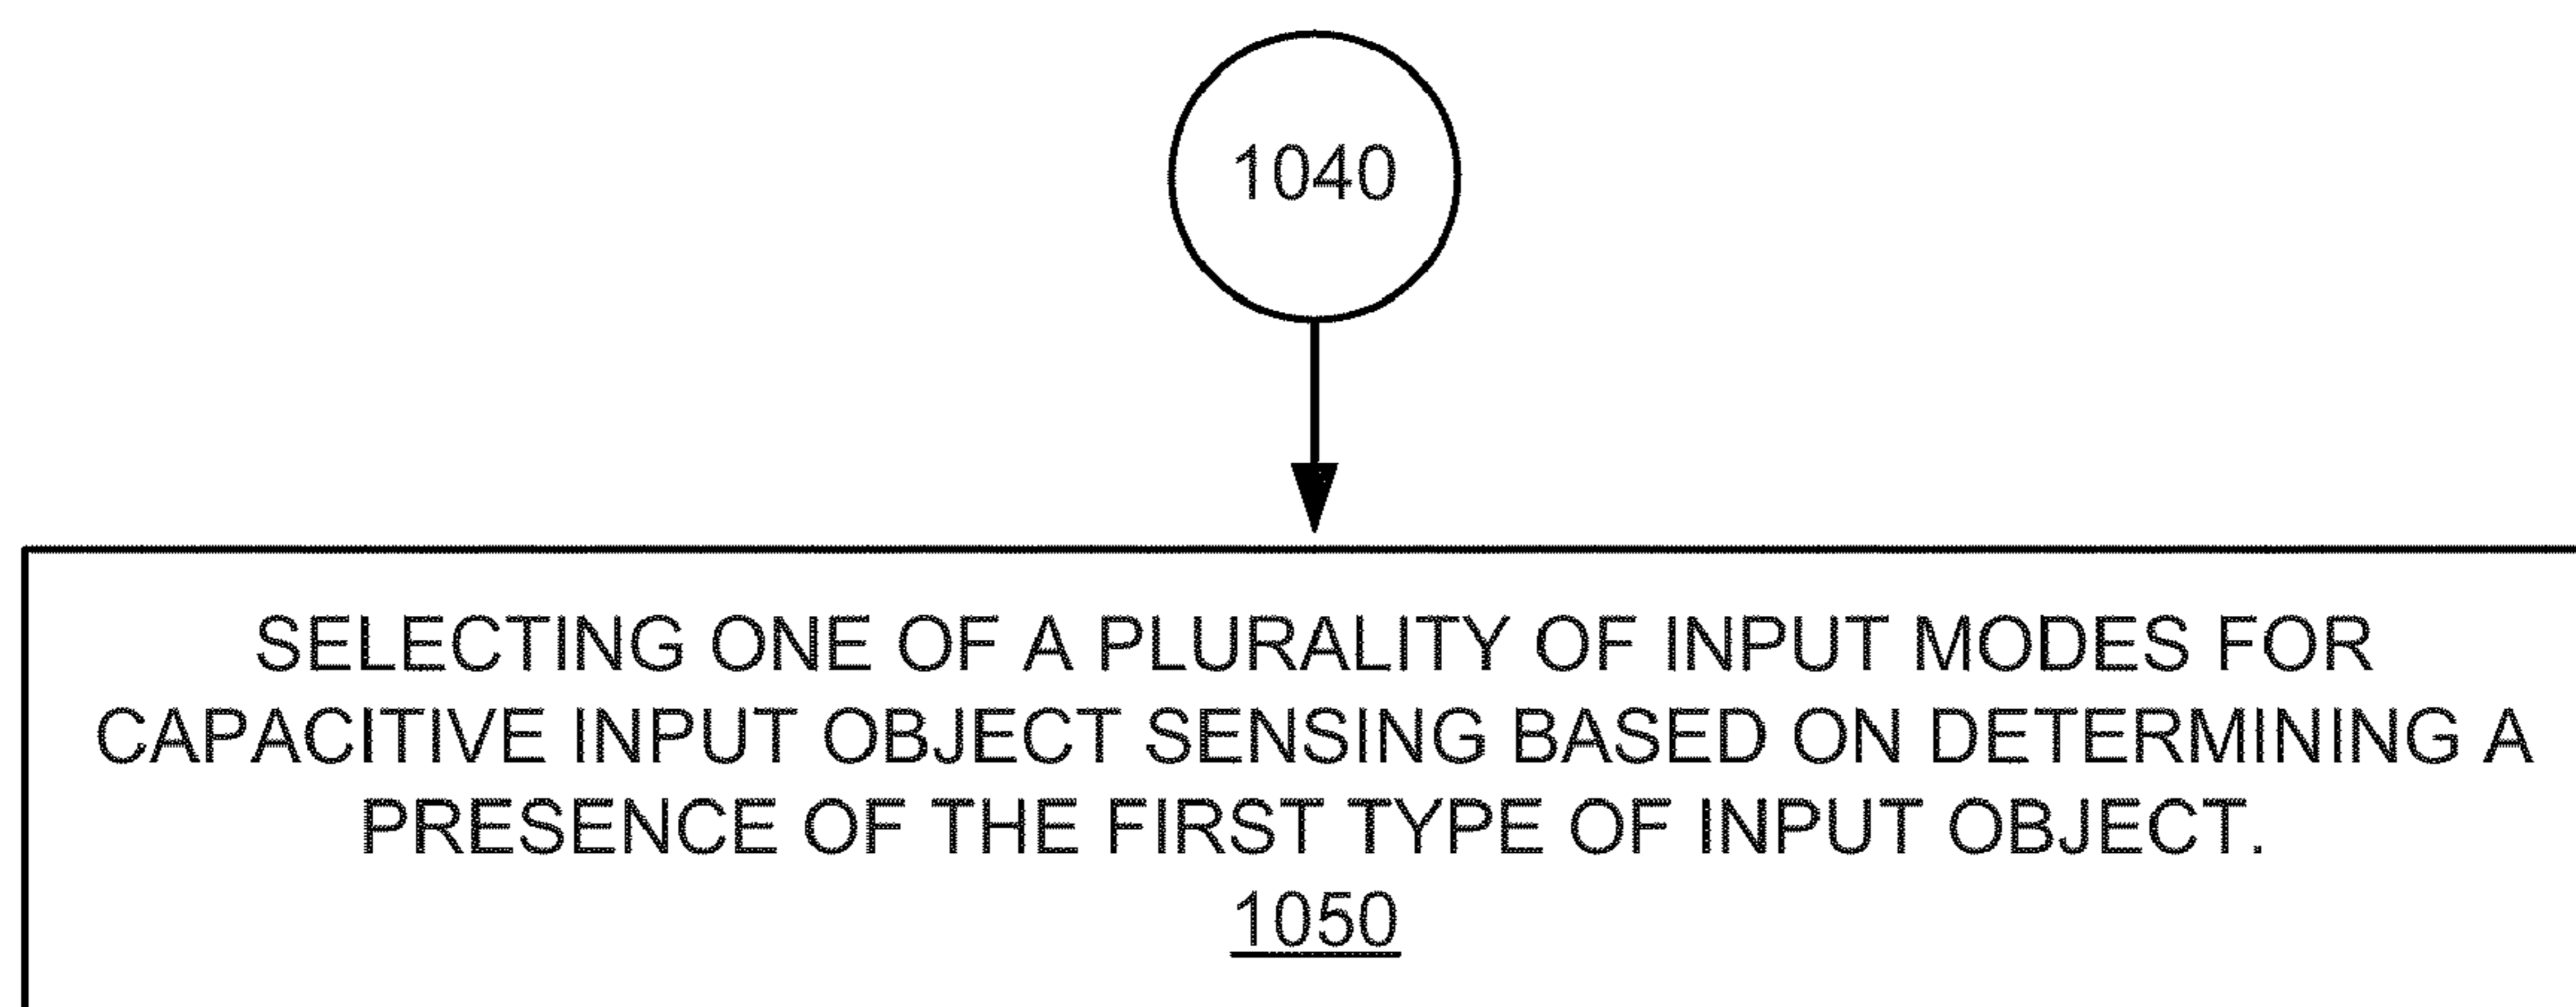 1040
SELECTING ONE OF A PLURALITY OF INPUT MODES FOR
CAPACITIVE INPUT OBJECT SENSING BASED ON DETERMINING A
PRESENCE OF THE FIRST TYPE OF INPUT OBJECT.
1050